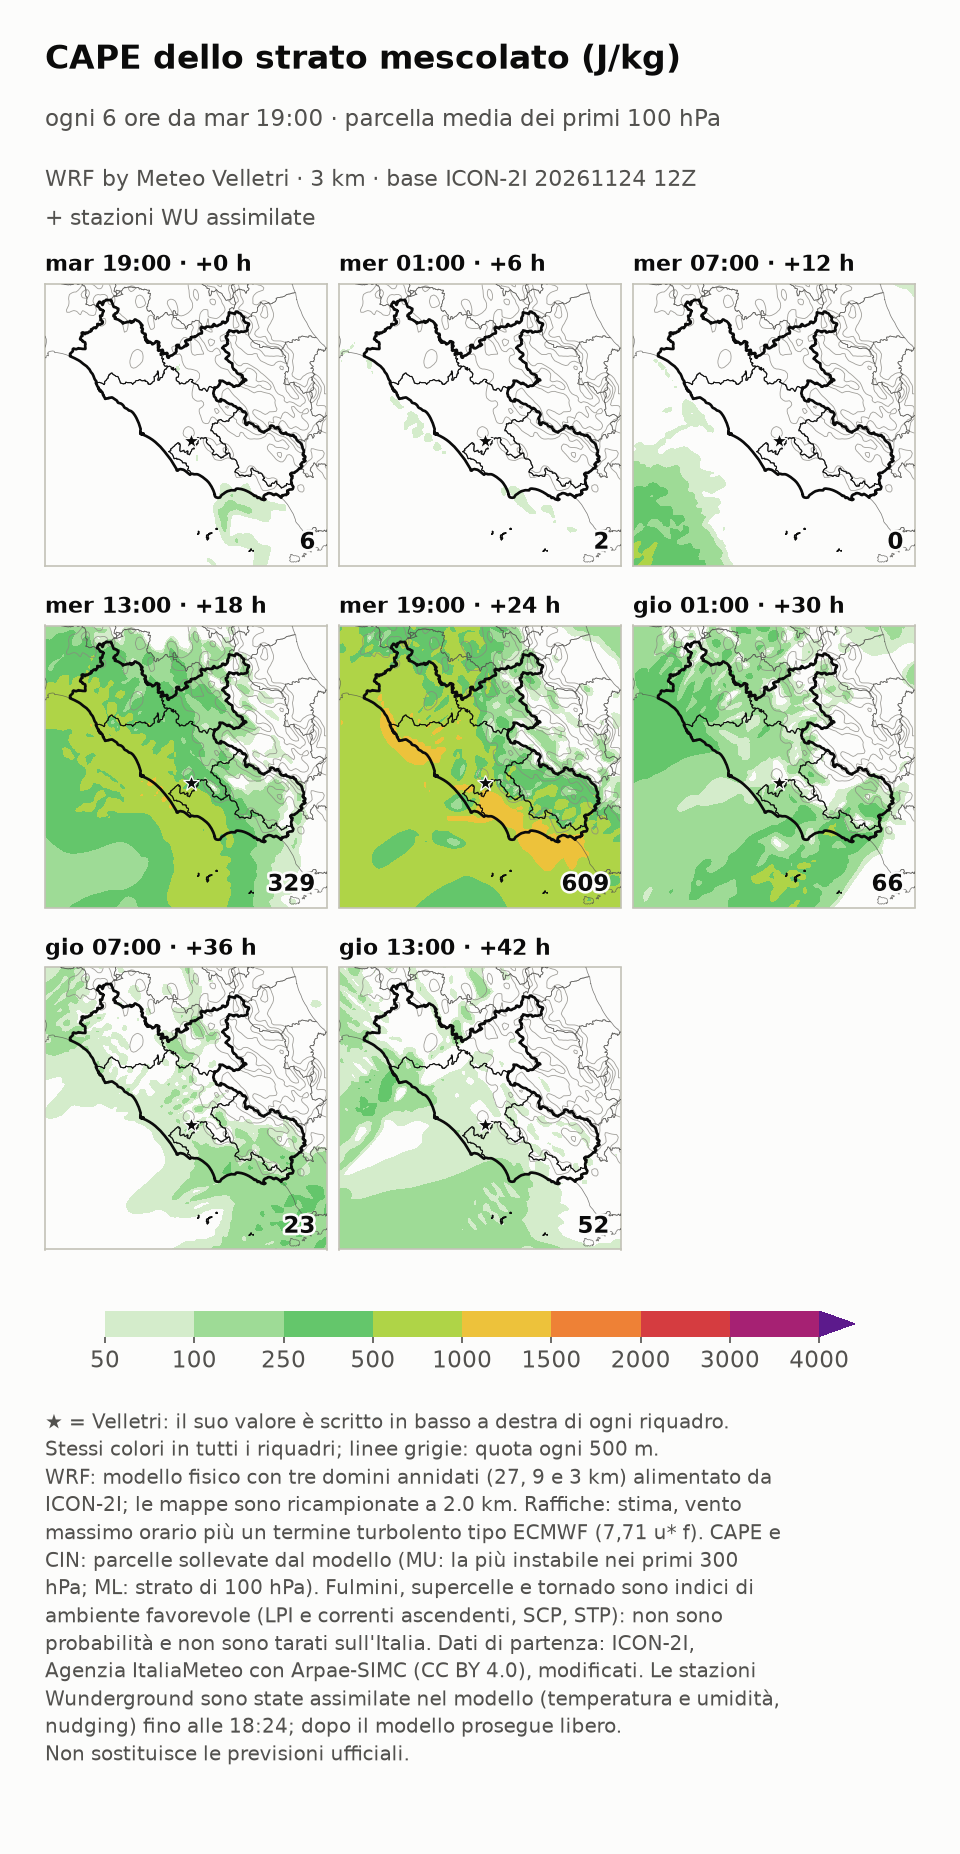 CAPE dello strato mescolato (J/kg)
ogni 6 ore da mar 19:00 · parcella media dei primi 100 hPa
WRF by Meteo Velletri · 3 km · base ICON-2I 20261124 12Z
+ stazioni WU assimilate
mar 19:00 · +0 h
mer 01:00 · +6 h
mer 07:00 · +12 h
6
2
0
mer 13:00 · +18 h
mer 19:00 · +24 h
gio 01:00 · +30 h
329
609
66
gio 07:00 · +36 h
gio 13:00 · +42 h
23
52
50 100 250 500 1000 1500 2000 3000 4000
★ = Velletri: il suo valore è scritto in basso a destra di ogni riquadro.
Stessi colori in tutti i riquadri; linee grigie: quota ogni 500 m.
WRF: modello fisico con tre domini annidati (27, 9 e 3 km) alimentato da
ICON-2I; le mappe sono ricampionate a 2.0 km. Raffiche: stima, vento
massimo orario più un termine turbolento tipo ECMWF (7,71 u* f). CAPE e
CIN: parcelle sollevate dal modello (MU: la più instabile nei primi 300
hPa; ML: strato di 100 hPa). Fulmini, supercelle e tornado sono indici di
ambiente favorevole (LPI e correnti ascendenti, SCP, STP): non sono
probabilità e non sono tarati sull'Italia. Dati di partenza: ICON-2I,
Agenzia ItaliaMeteo con Arpae-SIMC (CC BY 4.0), modificati. Le stazioni
Wunderground sono state assimilate nel modello (temperatura e umidità,
nudging) fino alle 18:24; dopo il modello prosegue libero.
Non sostituisce le previsioni ufficiali.